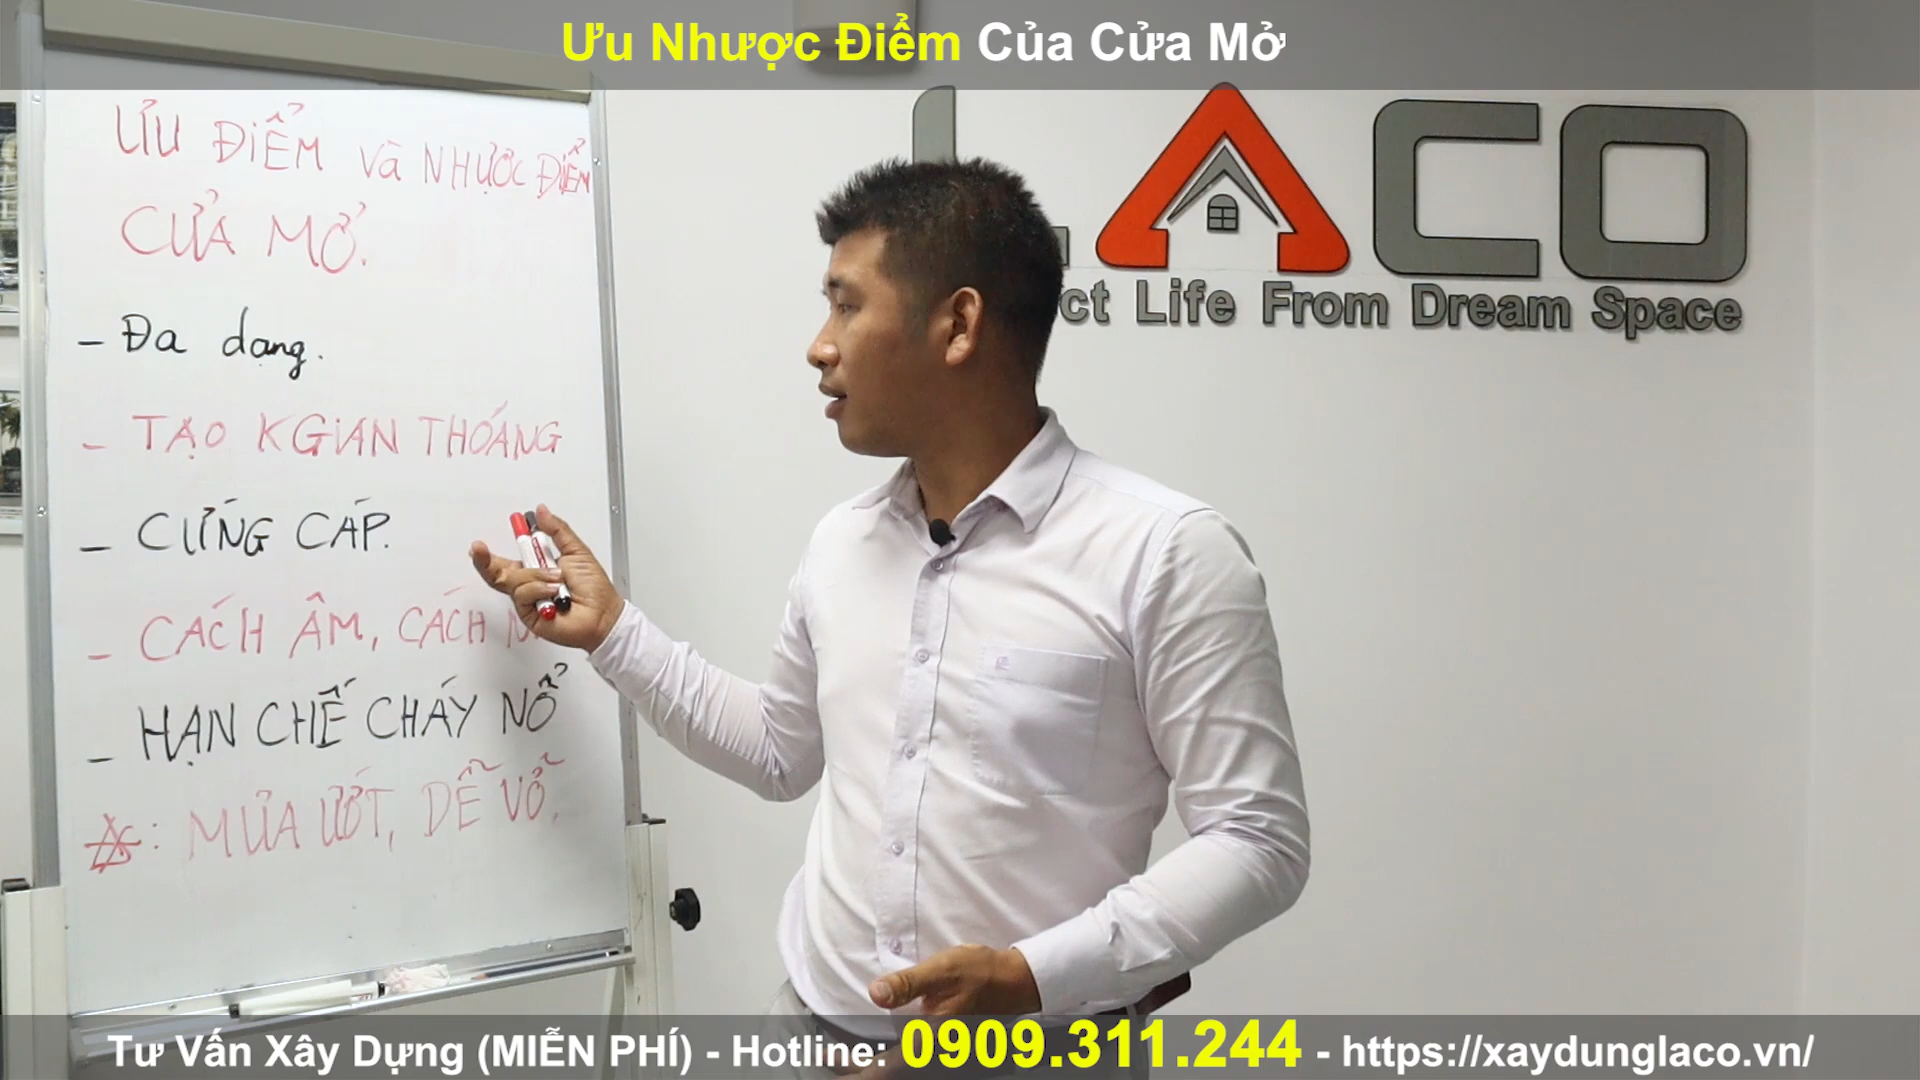 Ưu Nhược Điểm Của Cửa Mở
ƯU ĐIỂM Và NHƯỢC ĐIỂM
CỬA MỞ.
- Đa dạng.
- TẠO KGIAN THOÁNG
- CỨNG CÁP.
- CÁCH ÂM, CÁCH
- HẠN CHẾ CHÁY NỔ
: MƯA ƯỚT, DỄ VỠ.
LACO
ct Life From Dream Space
Tư Vấn Xây Dựng (MIỄN PHÍ) - Hotline: 0909.311.244 - https://xaydunglaco.vn/